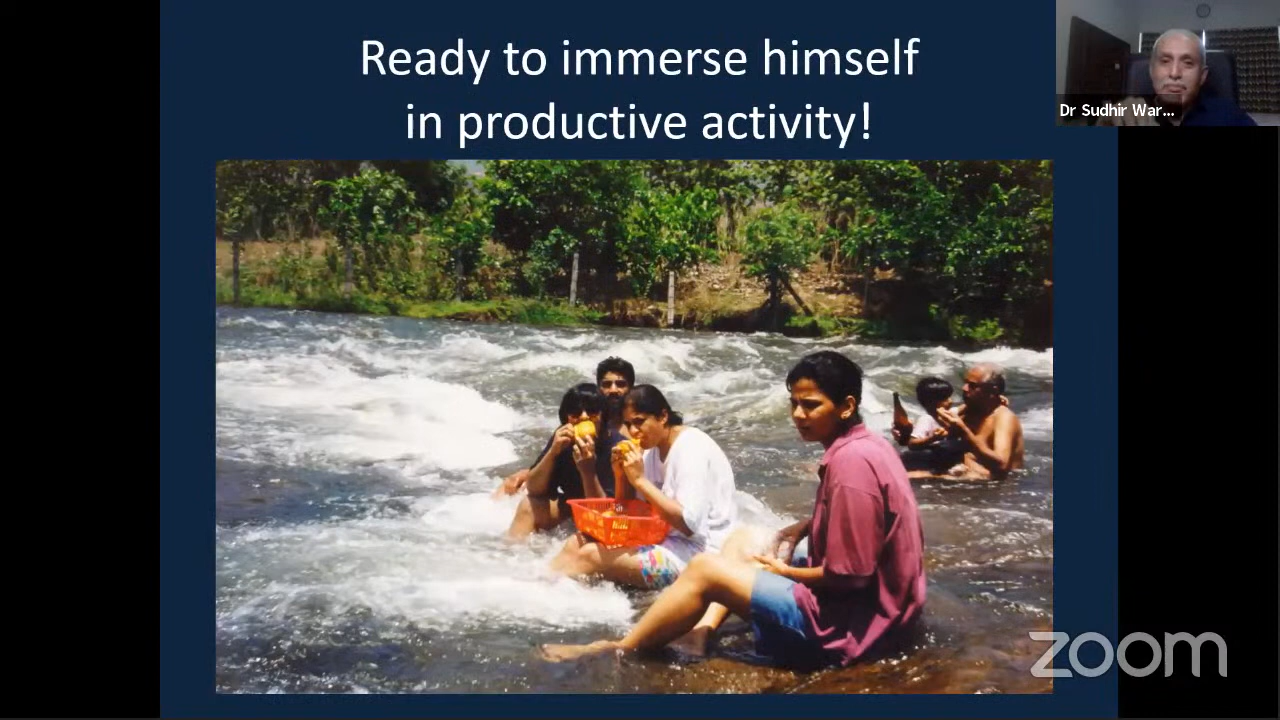 Ready to immerse himself
in productive activity!
Dr Sudhir War...
zoom